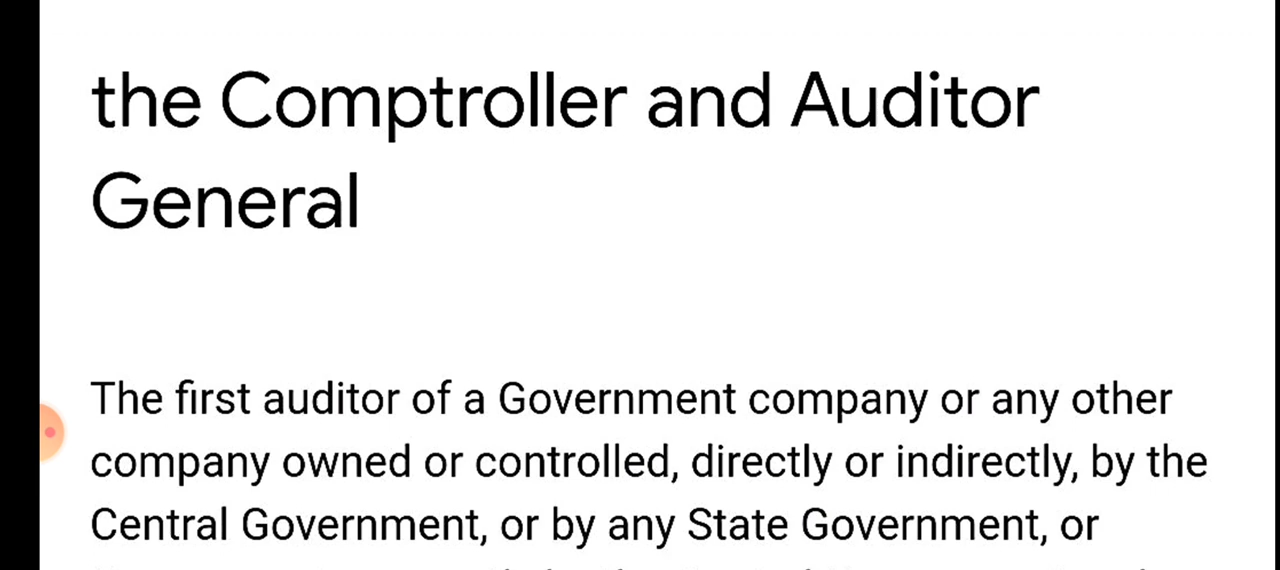 the Comptroller and Auditor
General
The first auditor of a Government company or any other
company owned or controlled, directly or indirectly, by the
Central Government, or by any State Government, or